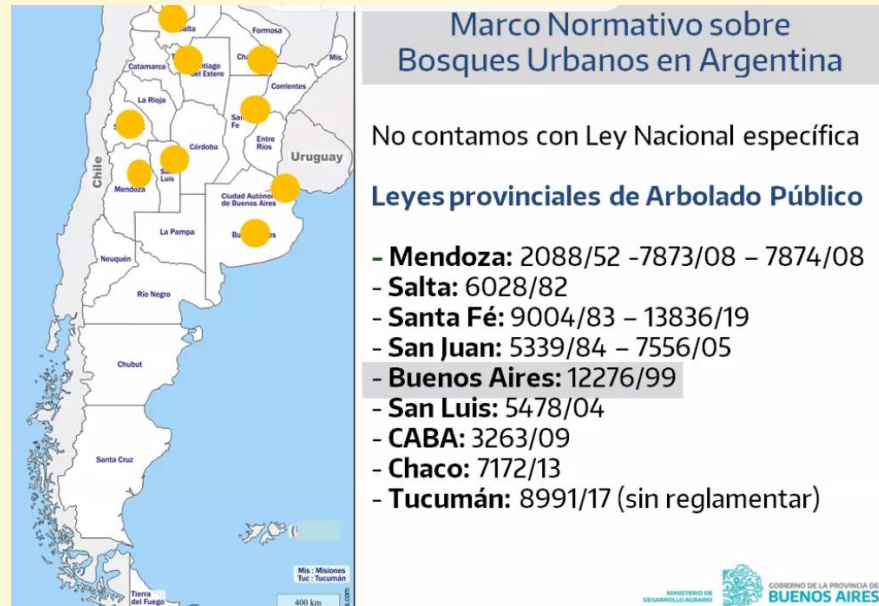 Marco Normativo sobre
Bosques Urbanos en Argentina
No contamos con Ley Nacional específica
Leyes provinciales de Arbolado Público
- Mendoza: 2088/52 -7873/08 – 7874/08
- Salta: 6028/82
- Santa Fé: 9004/83 – 13836/19
- San Juan: 5339/84 – 7556/05
- Buenos Aires: 12276/99
- San Luis: 5478/04
- CABA: 3263/09
- Chaco: 7172/13
- Tucumán: 8991/17 (sin reglamentar)
MINISTERIO DE
DESARROLLO AGRARIO
GOBIERNO DE LA PROVINCIA DE
BUENOS AIRES
Formosa
Mis.
Catamarca
del Estero
Corrientes
La Rioja
Fe
Córdoba
Entre
Ríos
Uruguay
Chile
Luis
Mendoza
Ciudad Autónoma
de Buenos Aires
La Pampa
Neuquén
Río Negro
Chubut
Santa Cruz
Mis : Misiones
Tuc : Tucumán
Tierra
del Fuego
400 km